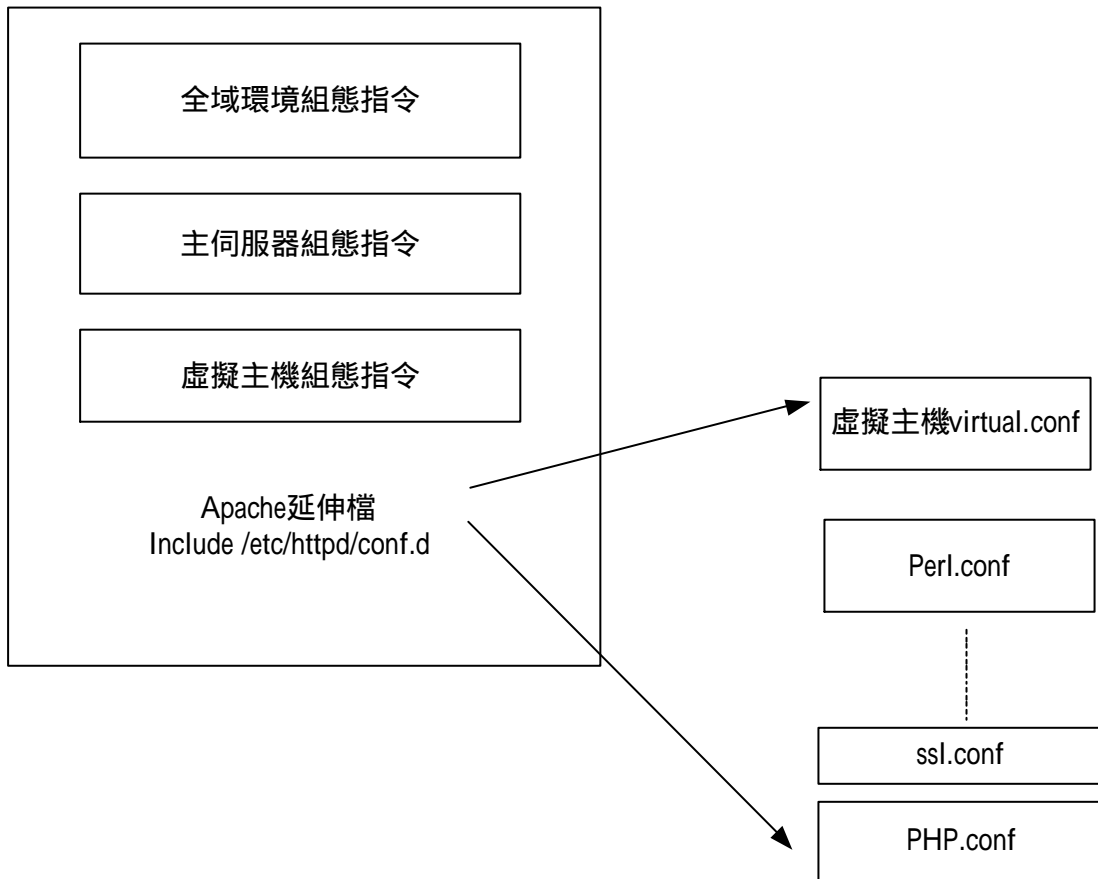 全域環境組態指令
主伺服器組態指令
虛擬主機組態指令
Apache延伸檔
Include /etc/httpd/conf.d
虛擬主機virtual.conf
Perl.conf
ssl.conf
PHP.conf